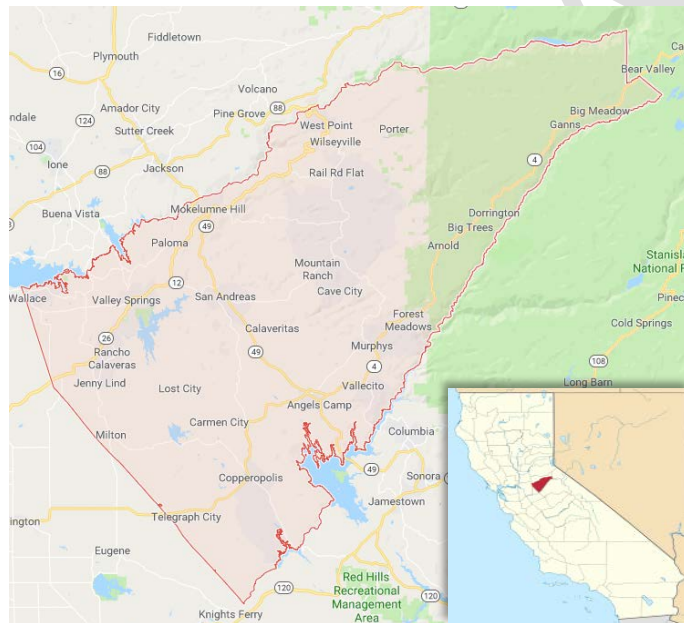 Fiddletown
Plymouth
16
Volcano
Bear Valley
Amador City
88
Pine Grove
ndale
124
Sutter Creek
West Point
Porter
Big Meadow
Ganns
Wilseyville
104
Ione
88
Jackson
4
Rail Rd Flat
Buena Vista
Mokelumne Hill
49
Dorrington
Big Trees
Paloma
Arnold
Stanisla
National F
Mountain
Ranch
12
Wallace
Valley Springs
San Andreas
Cave City
Pinec
Forest
Meadows
Cold Springs
Calaveritas
26
49
Murphys
108
Rancho
Calaveras
4
Jenny Lind
Lost City
Vallecito
Long Barn
Angels Camp
Carmen City
Milton
Columbia
49
Sonora
Copperopolis
Jamestown
ington
Telegraph City
Eugene
120
Red Hills
Recreational
Management
Area
120
Knights Ferry